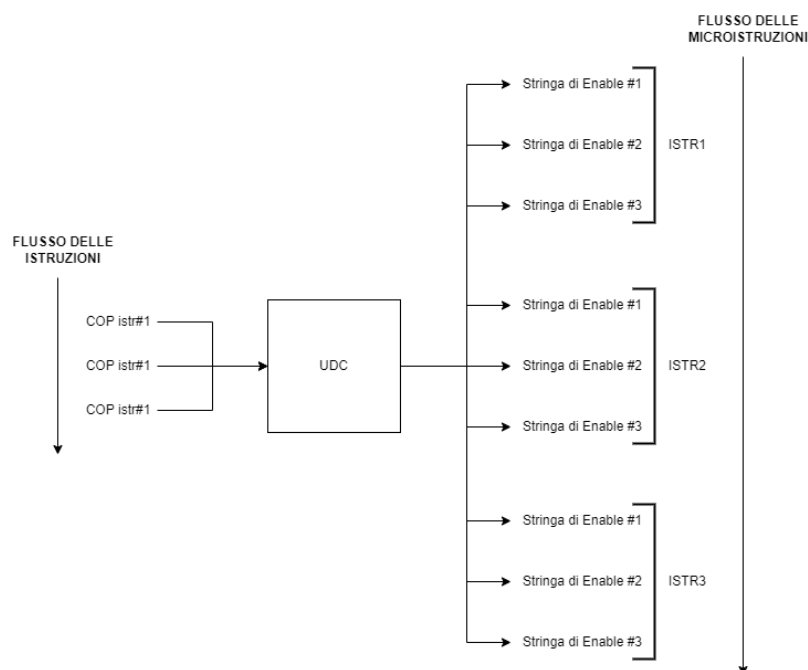 FLUSSO DELLE
MICROISTRUZIONI
Stringa di Enable #1
Stringa di Enable #2
ISTR1
Stringa di Enable #3
FLUSSO DELLE
ISTRUZIONI
COP istr#1
COP istr#1
COP istr#1
UDC
Stringa di Enable #1
Stringa di Enable #2
ISTR2
Stringa di Enable #3
Stringa di Enable #1
Stringa di Enable #2
ISTR3
Stringa di Enable #3